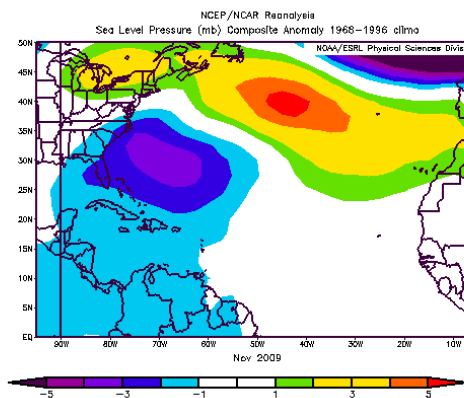 NCEP/NCAR Reanalysis
Sea Level Pressure (mb) Composite Anomaly 1968-1996 climo
NOAA/ESRL Physical Sciences Divis
50N
45N
40N
35N
30N
25N
20N
15N
10N
5N
EQ
90W 80W 70W 60W 50W 40W 30W 20W 10W
Nov 2009
-5 -3 -1 1 3 5